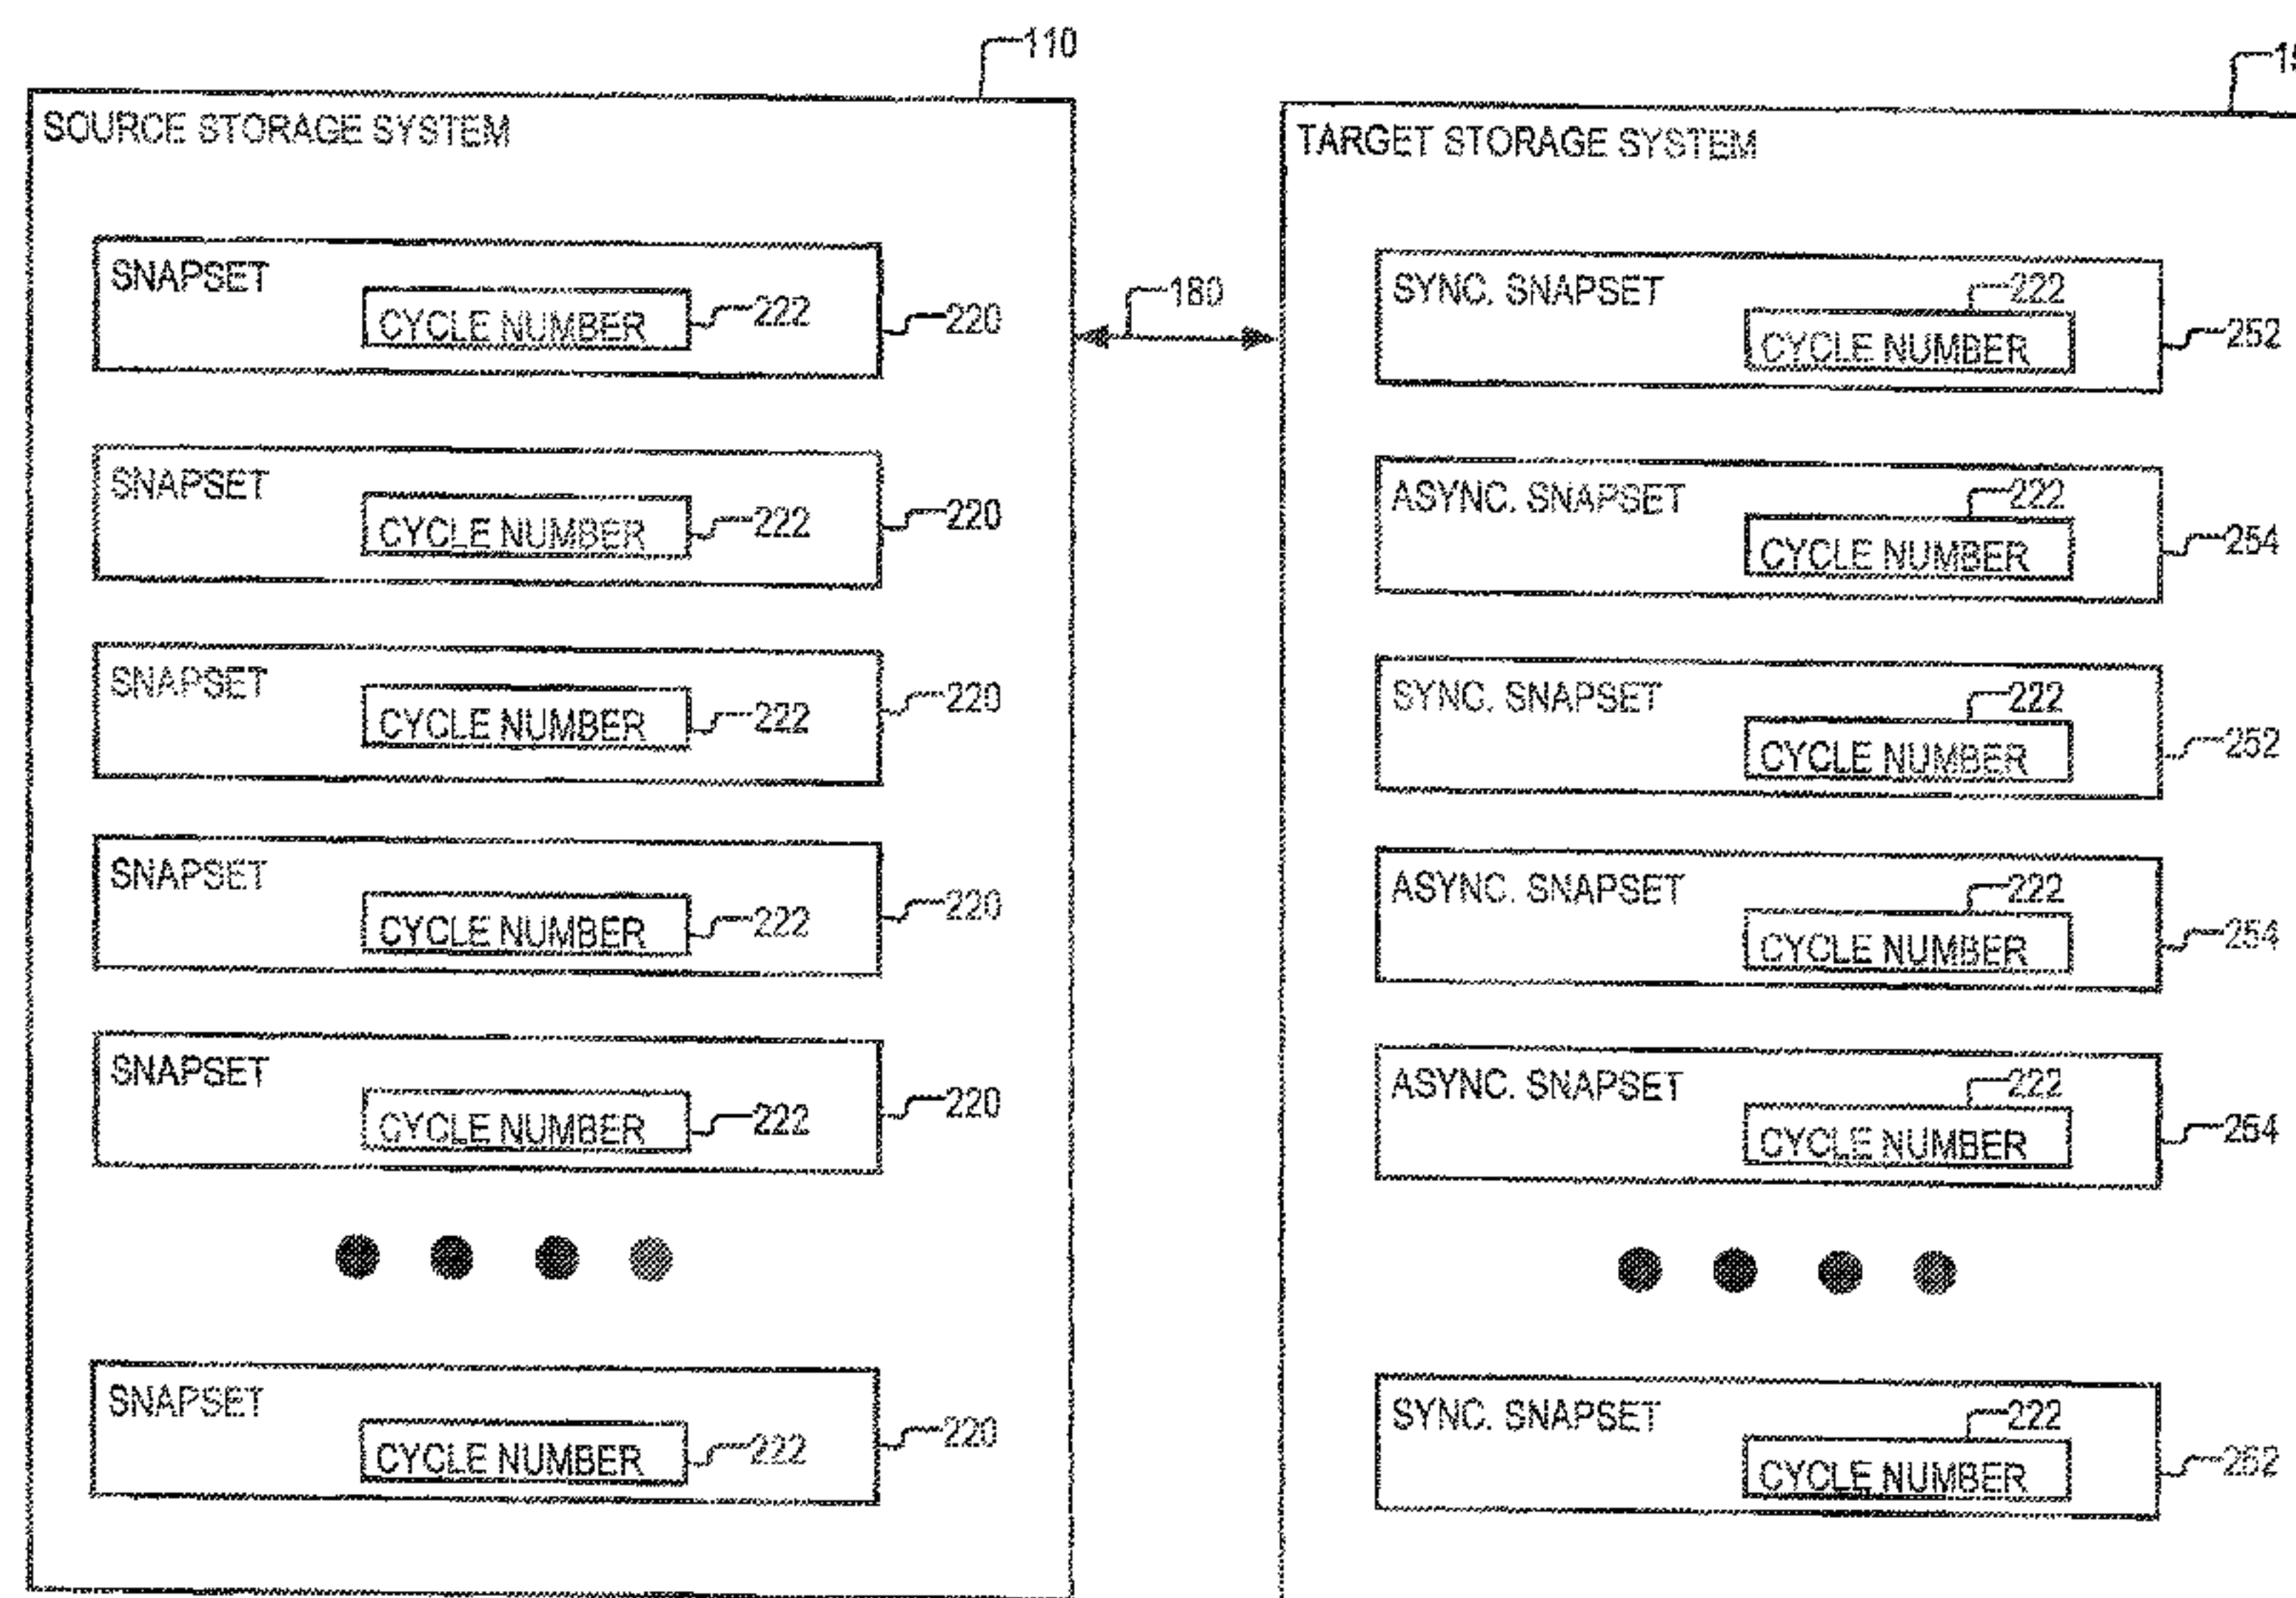 110
SOURCE STORAGE SYSTEM
SNAPSET
CYCLE NUMBER
222
220
SNAPSET
CYCLE NUMBER
222
220
SNAPSET
CYCLE NUMBER
222
220
SNAPSET
CYCLE NUMBER
222
220
SNAPSET
CYCLE NUMBER
222
220
SNAPSET
CYCLE NUMBER
222
220
180
TARGET STORAGE SYSTEM
SYNC. SNAPSET
222
CYCLE NUMBER
252
ASYNC. SNAPSET
222
CYCLE NUMBER
254
SYNC. SNAPSET
222
CYCLE NUMBER
252
ASYNC. SNAPSET
222
CYCLE NUMBER
254
ASYNC. SNAPSET
222
CYCLE NUMBER
254
SYNC. SNAPSET
222
CYCLE NUMBER
252